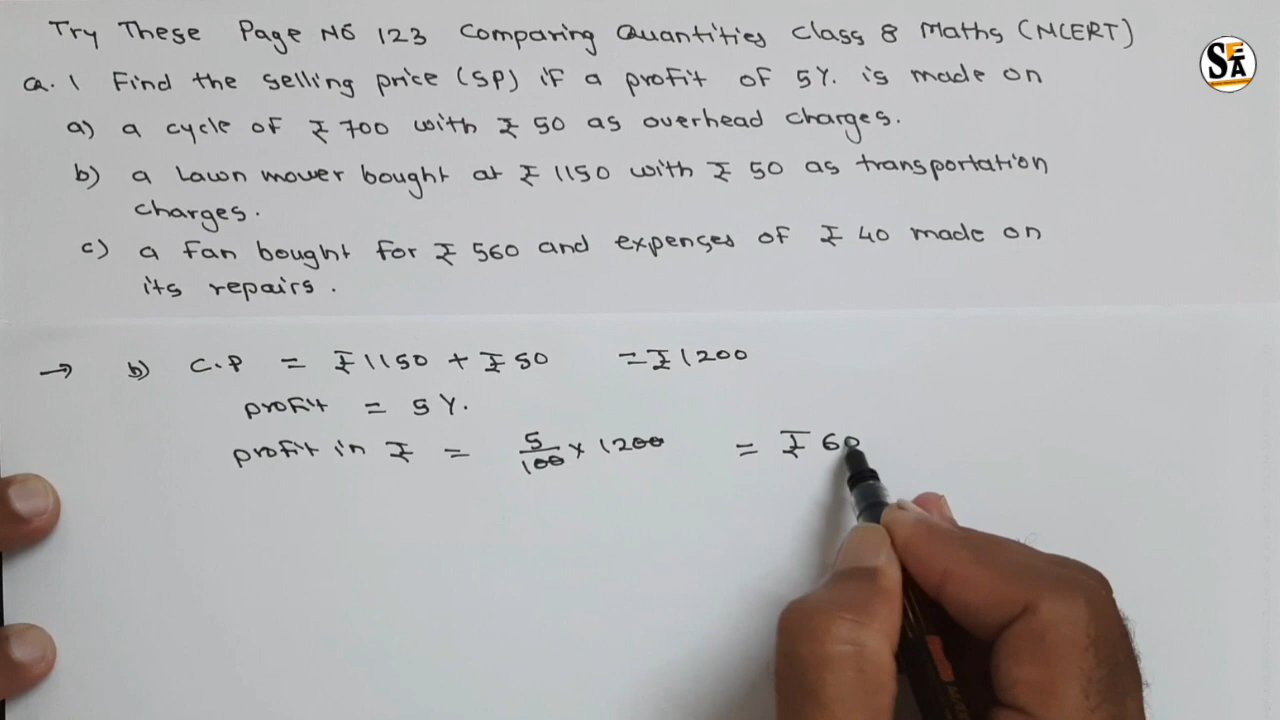 Try These Page No 123 Comparing Quantities class 8 Maths (NCERT)
Q.1 Find the selling price (SP) if a profit of 5%. is made on
a) a cycle of ₹ 700 with ₹ 50 as overhead charges.
b) a Lawn mower bought at ₹ 1150 with ₹ 50 as transportation
charges.
c) a fan bought for ₹ 560 and expenses of ₹ 40 made on
its repairs.
→ b) C.P = ₹1150 + ₹50 = ₹1200
profit = 5%.
profit in ₹ = 5/100 × 1200 = ₹ 60
SFA